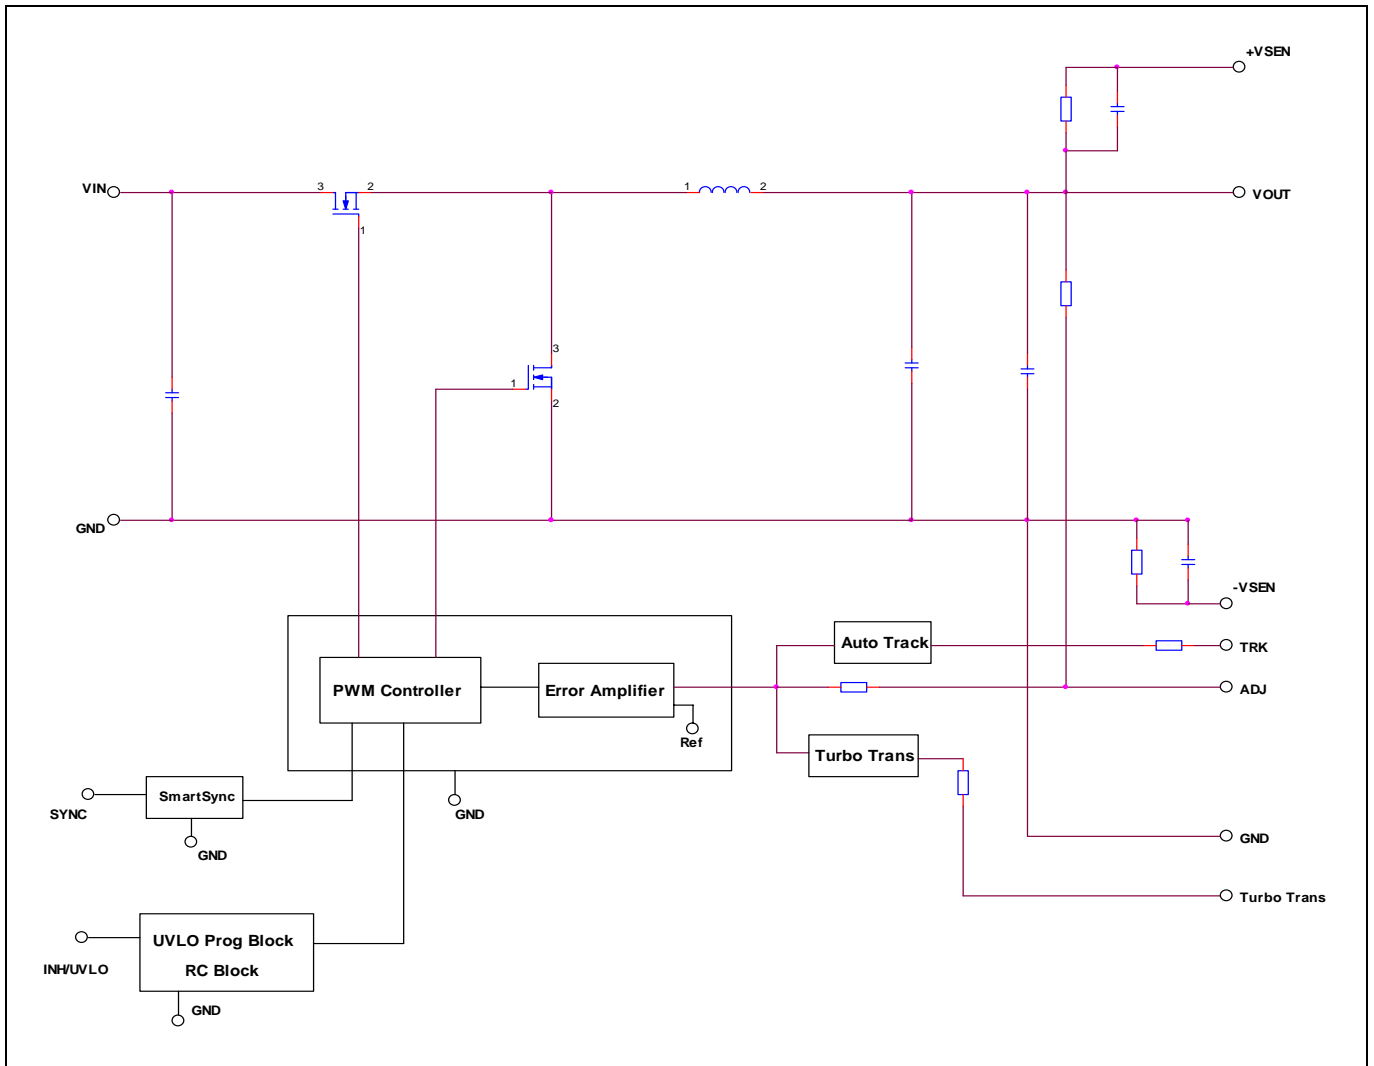 +VSEN
VIN
3
2
1
1
2
VOUT
3
1
2
GND
-VSEN
Auto Track
TRK
PWM Controller
Error Amplifier
ADJ
Ref
Turbo Trans
SmartSync
SYNC
GND
GND
GND
Turbo Trans
UVLO Prog Block
RC Block
INH/UVLO
GND